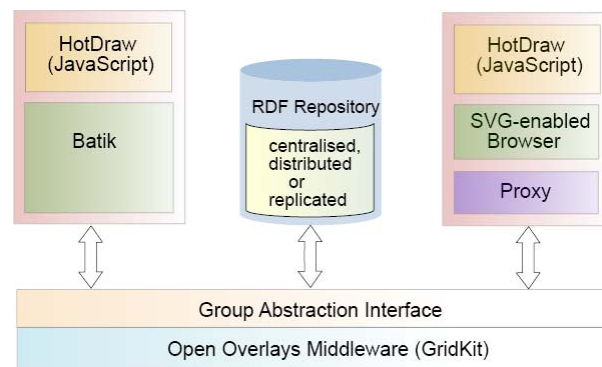 HotDraw
(JavaScript)
Batik
RDF Repository
centralised,
distributed
or
replicated
HotDraw
(JavaScript)
SVG-enabled
Browser
Proxy
Group Abstraction Interface
Open Overlays Middleware (GridKit)